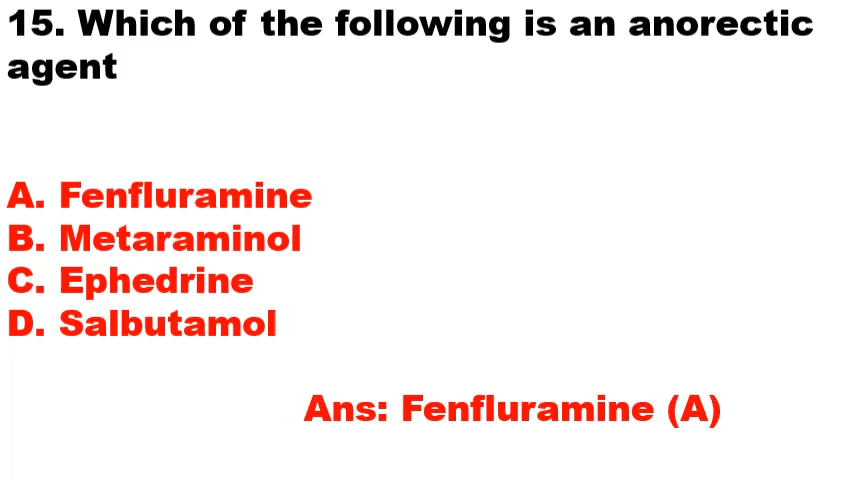 15. Which of the following is an anorectic
agent
A. Fenfluramine
B. Metaraminol
C. Ephedrine
D. Salbutamol
Ans: Fenfluramine (A)